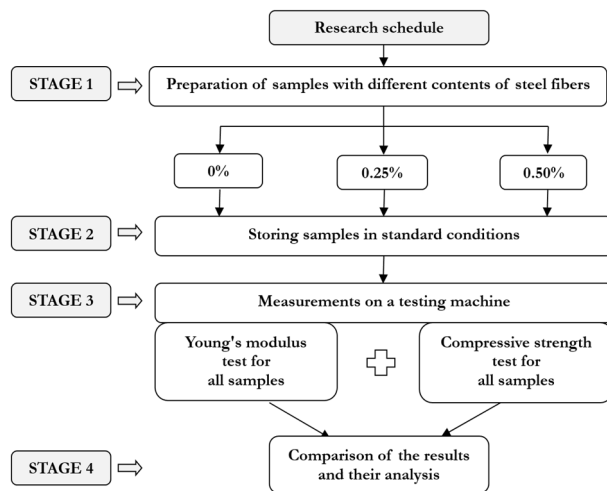 Research schedule
STAGE 1
Preparation of samples with different contents of steel fibers
0%
0.25%
0.50%
STAGE 2
Storing samples in standard conditions
STAGE 3
Measurements on a testing machine
Young's modulus
test for
all samples
Compressive strength
test for
all samples
STAGE 4
Comparison of the results
and their analysis